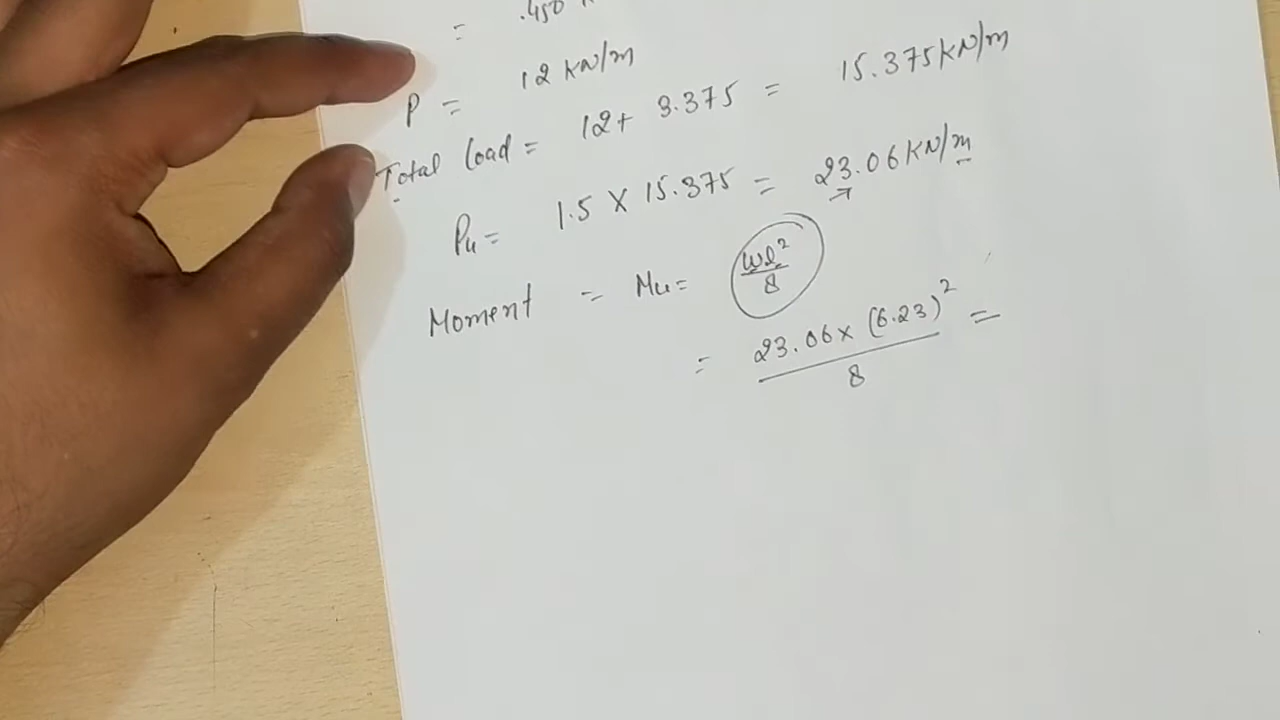 = .450
P = 12 KN/m
Total load = 12 + 3.375 = 15.375 KN/m
Pu = 1.5 X 15.375 = 23.06 KN/m
Moment = Mu = wl²/8
= 23.06 x (6.23)²/8 =